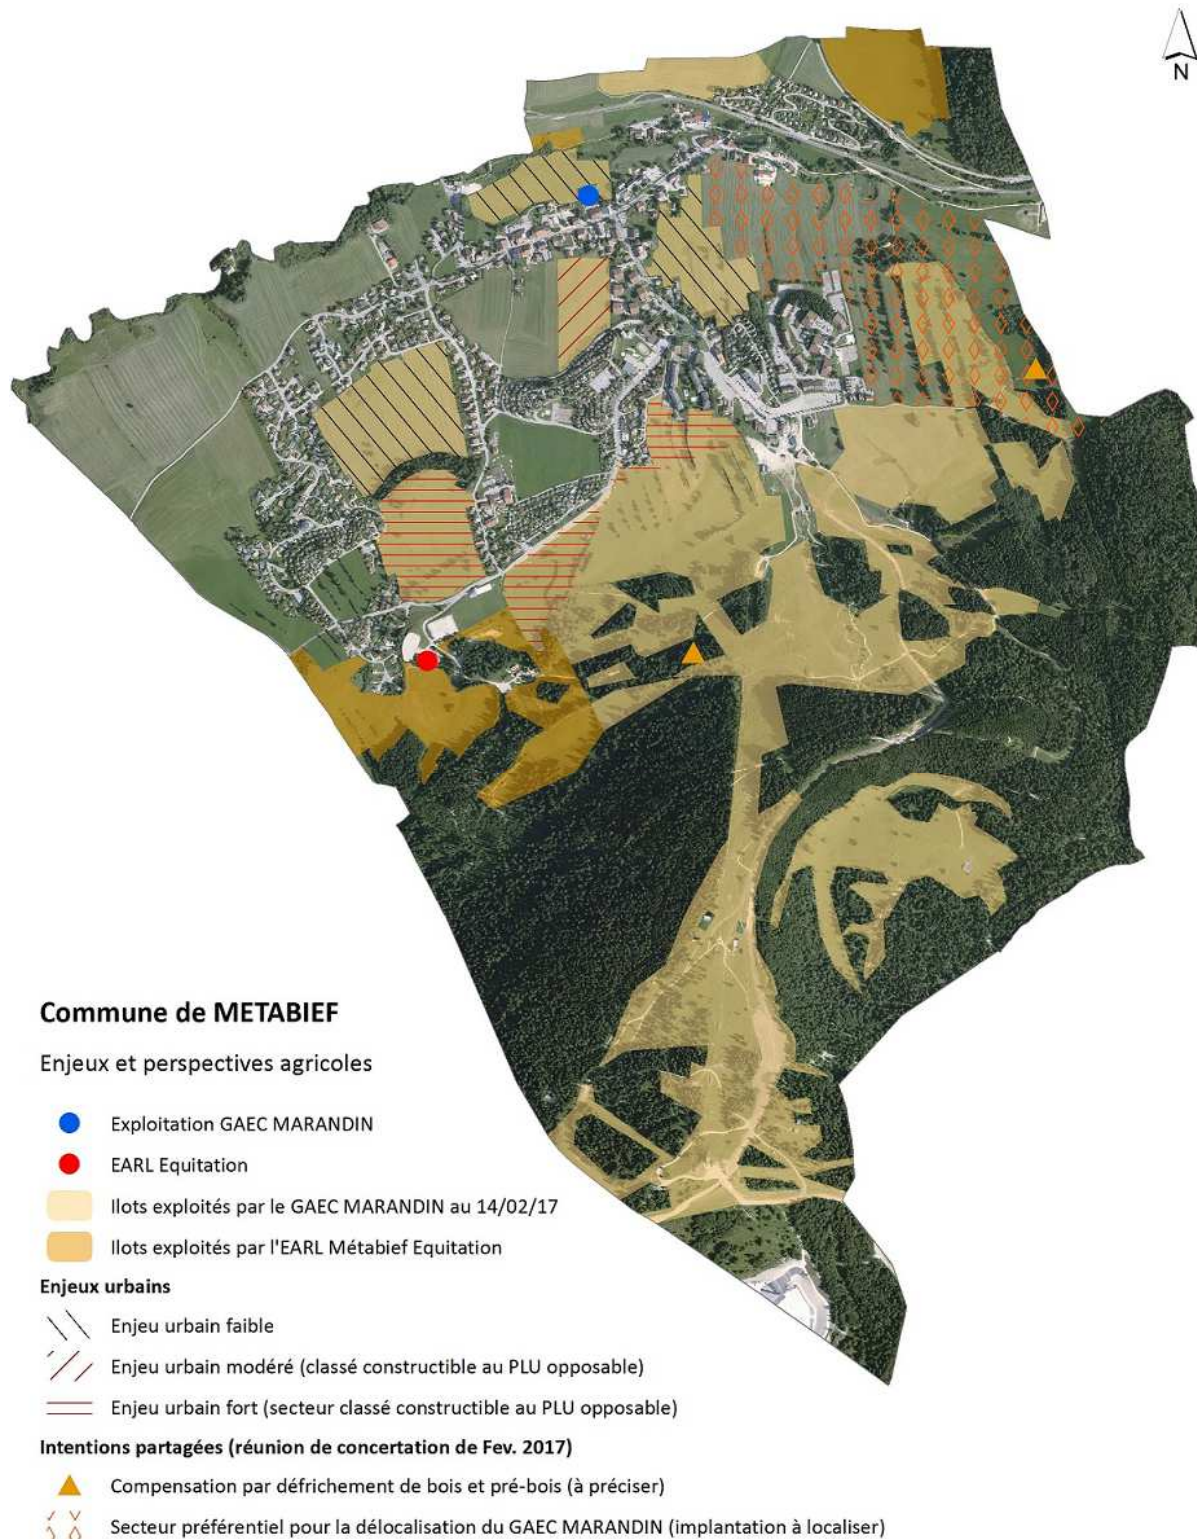 N
Commune de METABIEF
Enjeux et perspectives agricoles
Exploitation GAEC MARANDIN
EARL Equitation
Ilots exploités par le GAEC MARANDIN au 14/02/17
Ilots exploités par l'EARL Métabief Equitation
Enjeux urbains
Enjeu urbain faible
Enjeu urbain modéré (classé constructible au PLU opposable)
Enjeu urbain fort (secteur classé constructible au PLU opposable)
Intentions partagées (réunion de concertation de Fev. 2017)
Compensation par défrichement de bois et pré-bois (à préciser)
Secteur préférentiel pour la délocalisation du GAEC MARANDIN (implantation à localiser)